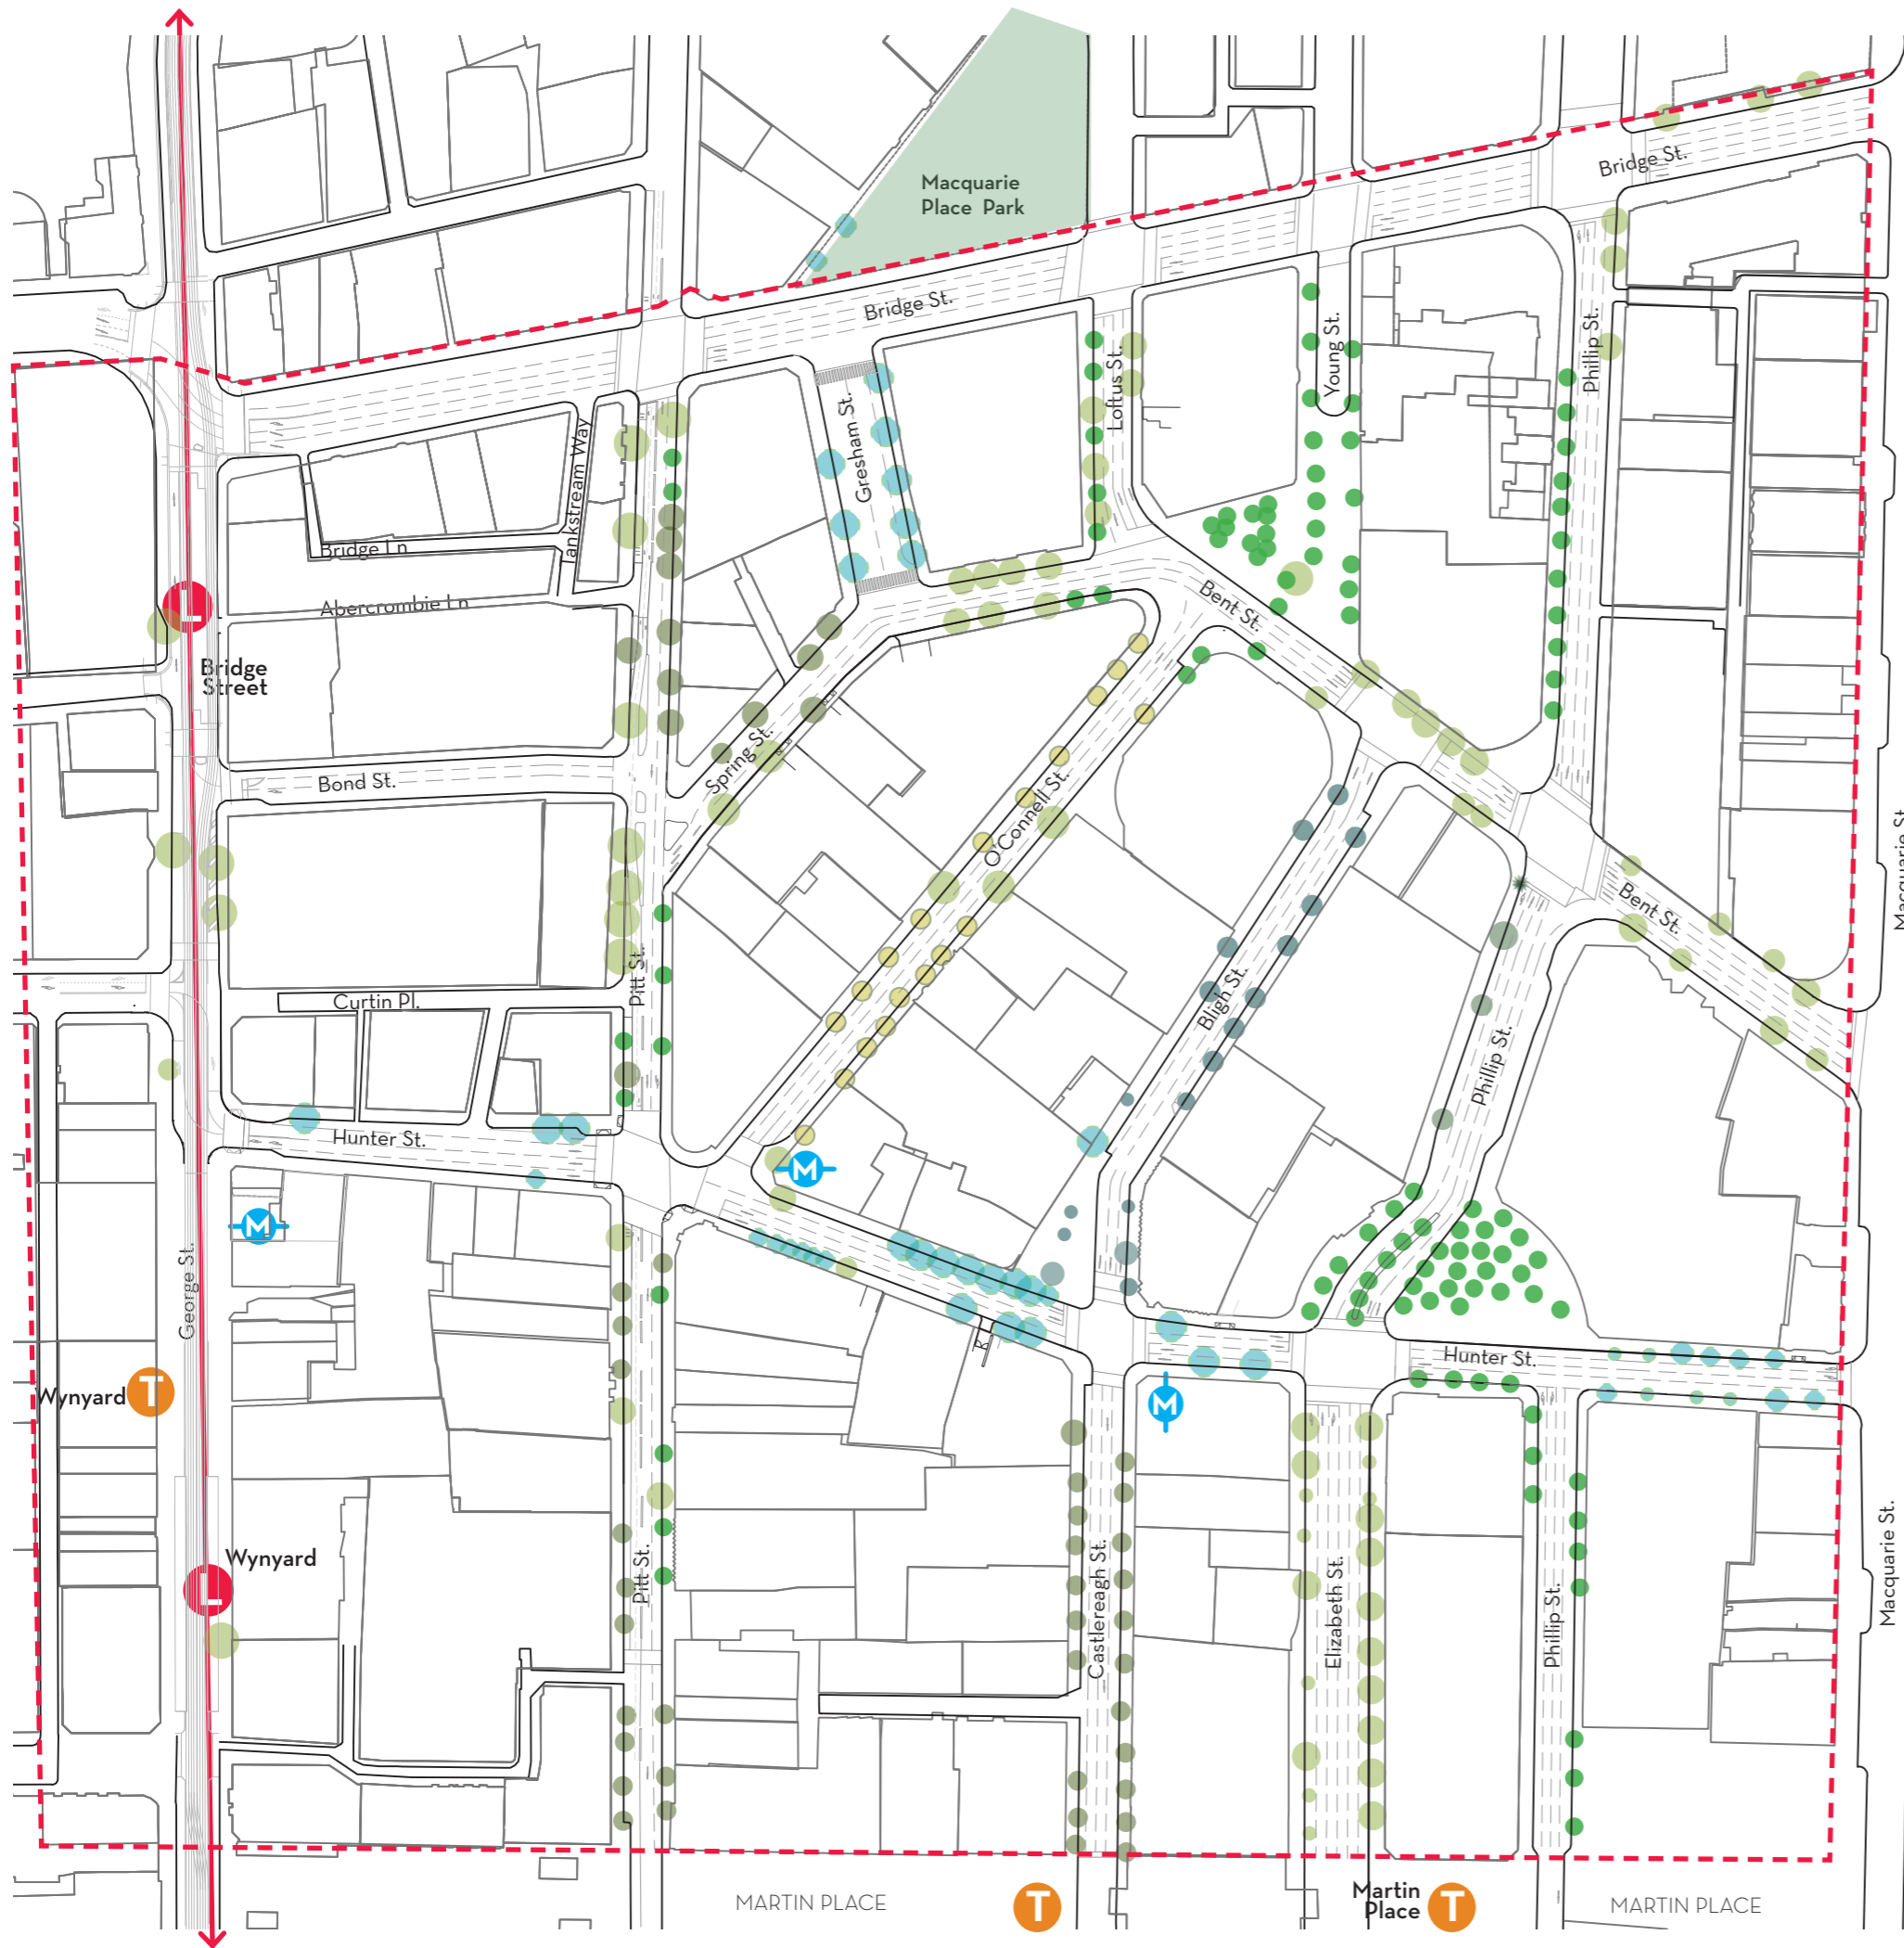 Macquarie
Place Park
Bridge St.
Bridge St.
Loftus St.
Young St.
Phillip St.
Gresham St.
Tankstream Way
Bridge Ln
Abercrombie Ln
L
Bridge
Street
Bent St.
Spring St.
Bond St.
O'Connell St.
Macquarie St.
Bent St.
Pitt St.
Curtin Pl.
Bligh St.
Phillip St.
Hunter St.
M
M
George St.
Hunter St.
Wynyard
T
M
Wynyard
L
Pitt St.
Castlereagh St.
Elizabeth St.
Phillip St.
Macquarie St.
MARTIN PLACE
T
Martin
Place
T
MARTIN PLACE